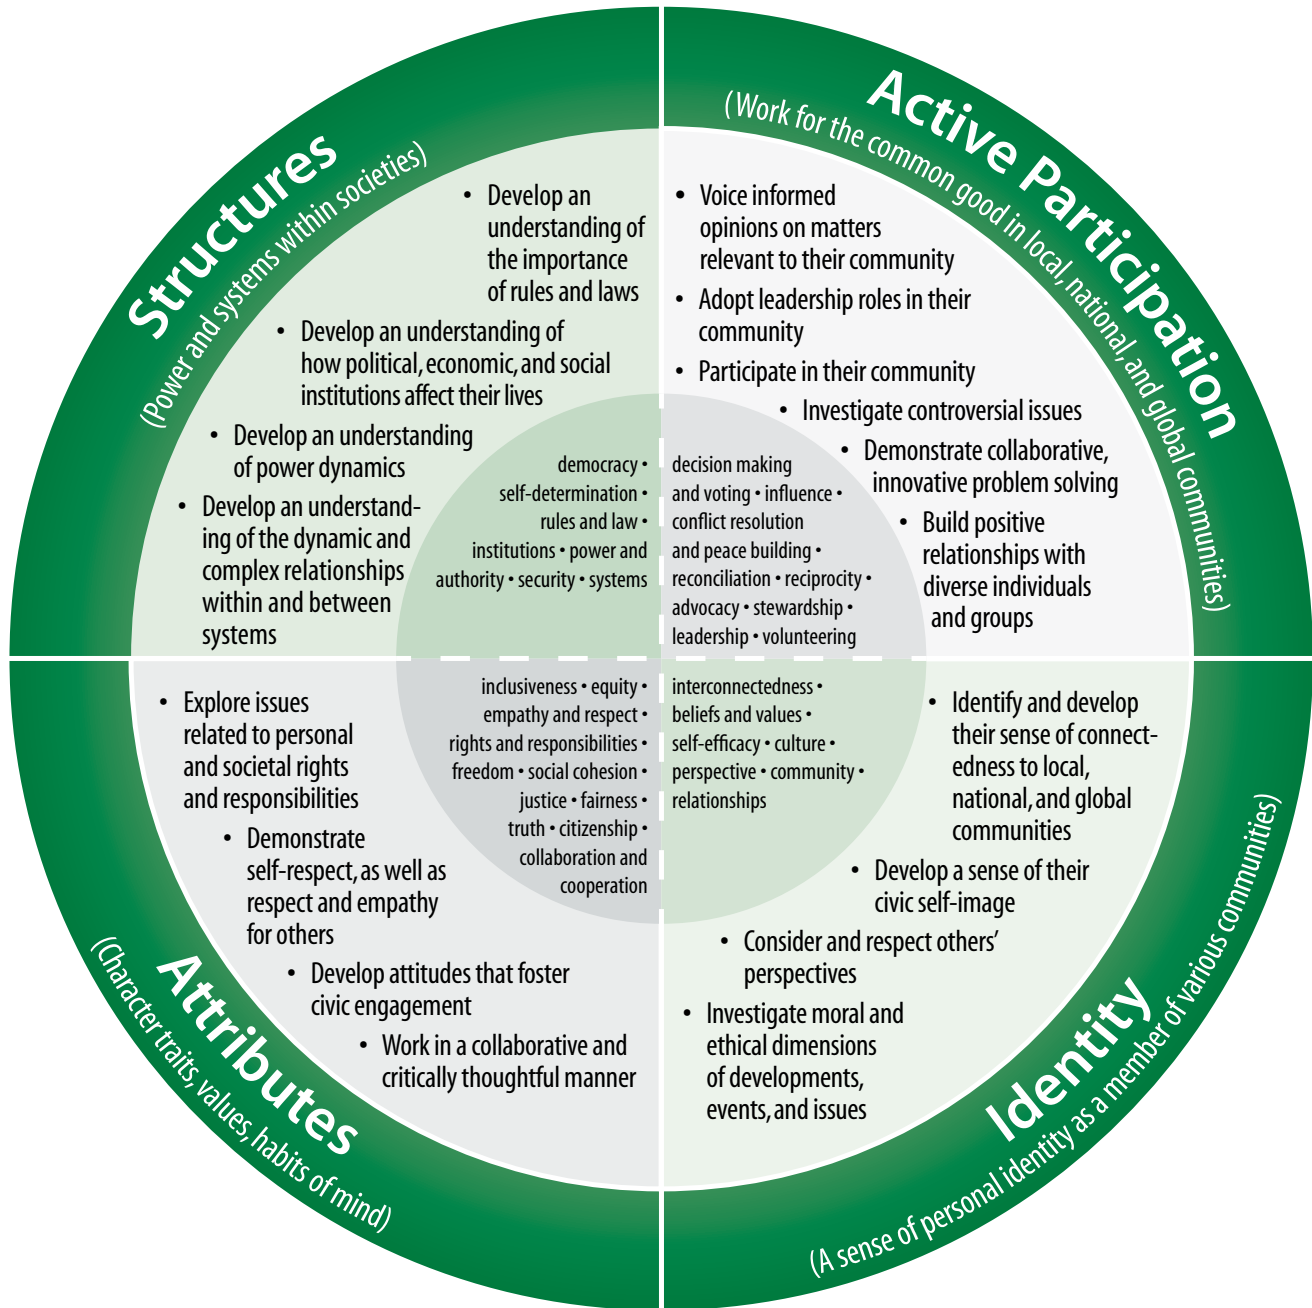 Structures
(Power and systems within societies)
• Develop an
understanding of
the importance
of rules and laws
• Develop an understanding of
how political, economic, and social
institutions affect their lives
• Develop an understanding
of power dynamics
• Develop an understand-
ing of the dynamic and
complex relationships
within and between
systems
democracy •
self-determination •
rules and law •
institutions • power and
authority • security • systems
Active Participation
(Work for the common good in local, national, and global communities)
• Voice informed
opinions on matters
relevant to their community
• Adopt leadership roles in their
community
• Participate in their community
• Investigate controversial issues
• Demonstrate collaborative,
innovative problem solving
• Build positive
relationships with
diverse individuals
and groups
decision making
and voting • influence •
conflict resolution
and peace building •
reconciliation • reciprocity •
advocacy • stewardship •
leadership • volunteering
Attributes
(Character traits, values, habits of mind)
• Explore issues
related to personal
and societal rights
and responsibilities
• Demonstrate
self-respect, as well as
respect and empathy
for others
• Develop attitudes that foster
civic engagement
• Work in a collaborative and
critically thoughtful manner
inclusiveness • equity •
empathy and respect •
rights and responsibilities •
freedom • social cohesion •
justice • fairness •
truth • citizenship •
collaboration and
cooperation
Identity
(A sense of personal identity as a member of various communities)
interconnectedness •
beliefs and values •
self-efficacy • culture •
perspective • community •
relationships
• Identify and develop
their sense of connect-
edness to local,
national, and global
communities
• Develop a sense of their
civic self-image
• Consider and respect others’
perspectives
• Investigate moral and
ethical dimensions
of developments,
events, and issues